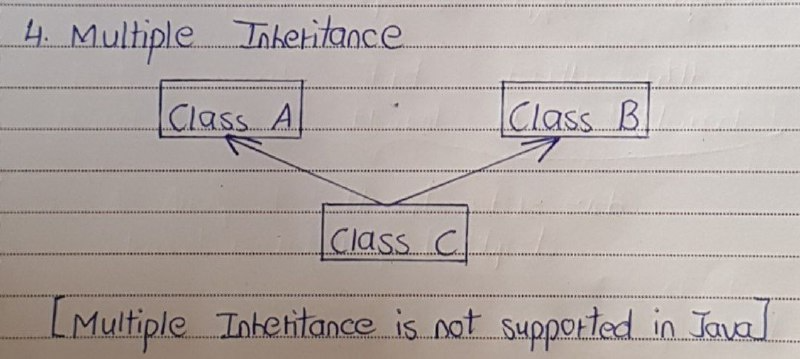 4. Multiple Inheritance
Class A Class B
Class C
[Multiple Inheritance is not supported in Java]